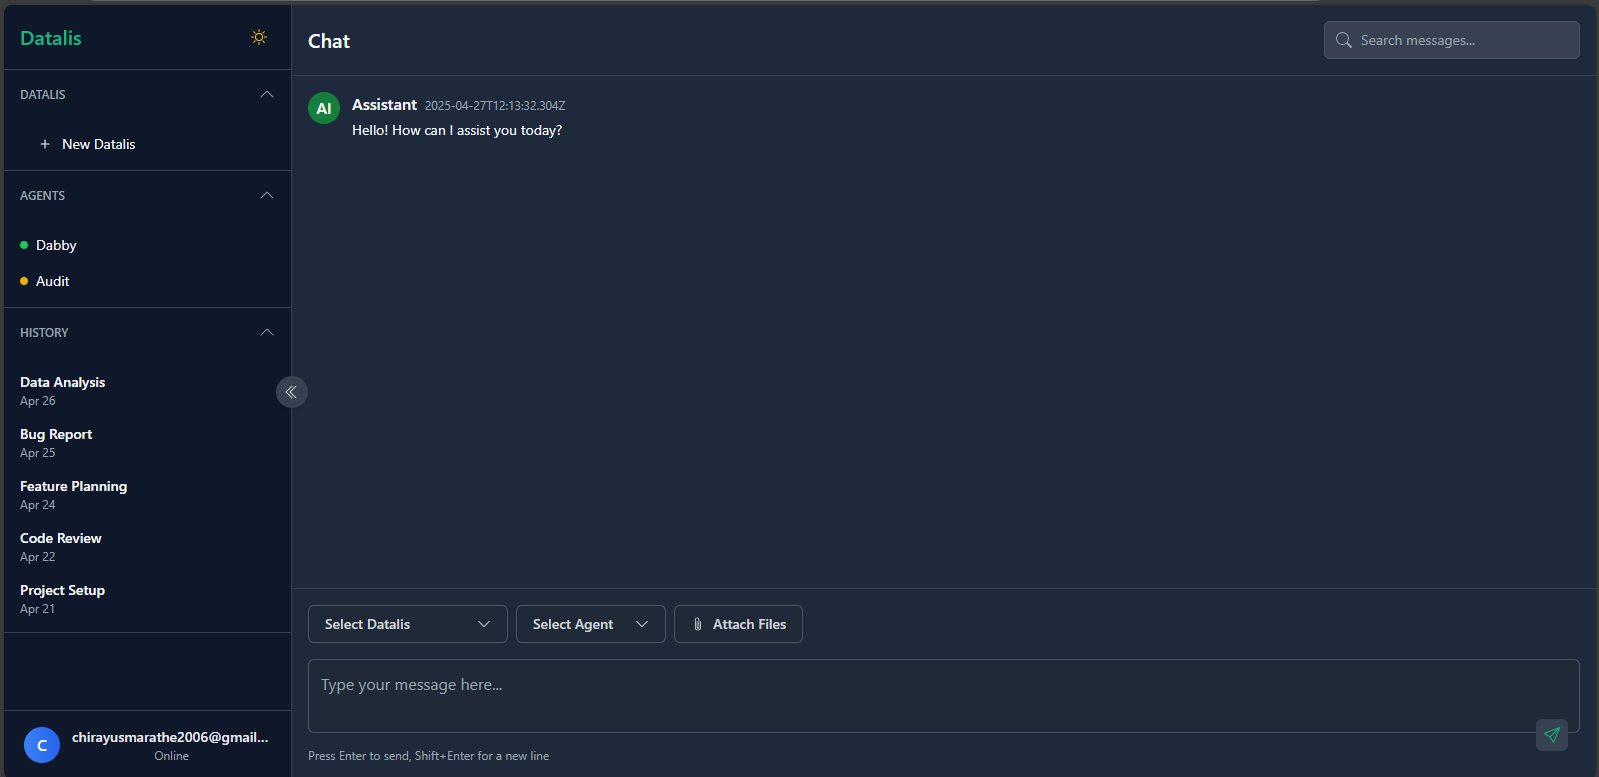 Datalis
DATALIS
+ New Datalis
AGENTS
Dabby
Audit
HISTORY
Data Analysis
Apr 26
Bug Report
Apr 25
Feature Planning
Apr 24
Code Review
Apr 22
Project Setup
Apr 21
C
chirayusmarathe2006@gmail...
Online
Chat
Search messages...
AI
Assistant 2025-04-27T12:13:32.304Z
Hello! How can I assist you today?
Select Datalis
Select Agent
Attach Files
Type your message here...
Press Enter to send, Shift+Enter for a new line